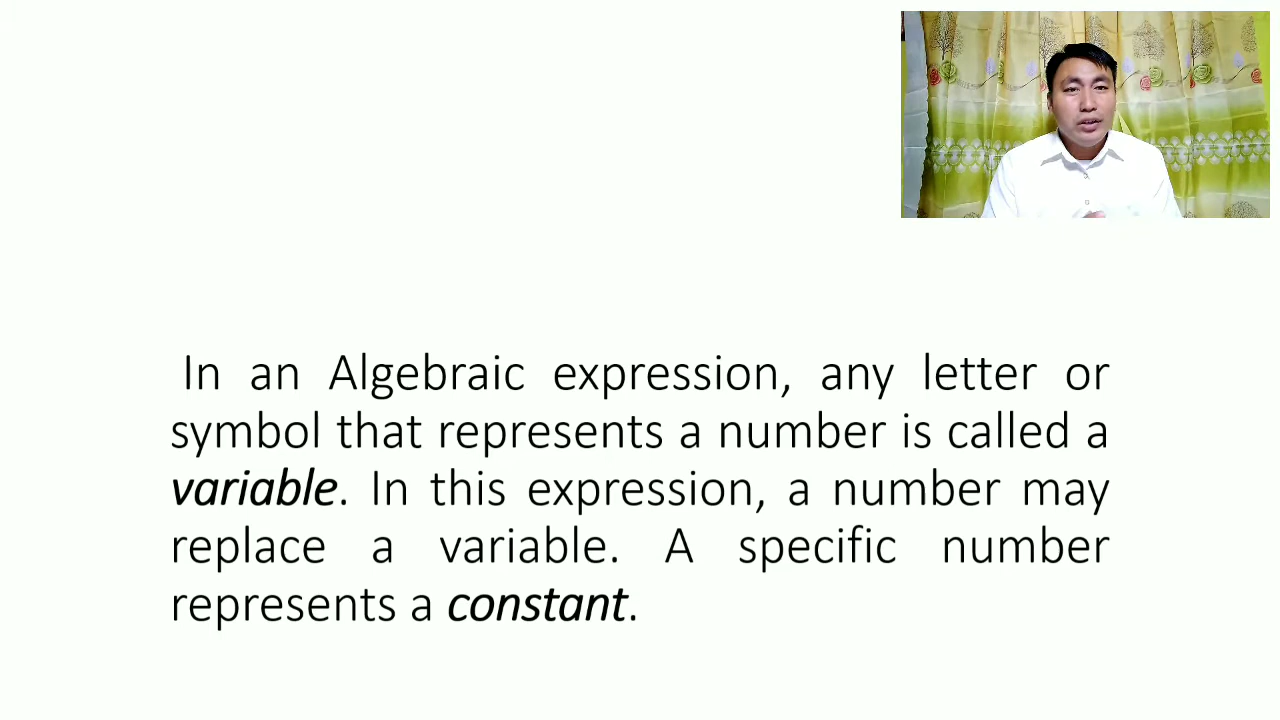 In an Algebraic expression, any letter or
symbol that represents a number is called a
variable. In this expression, a number may
replace a variable. A specific number
represents a constant.